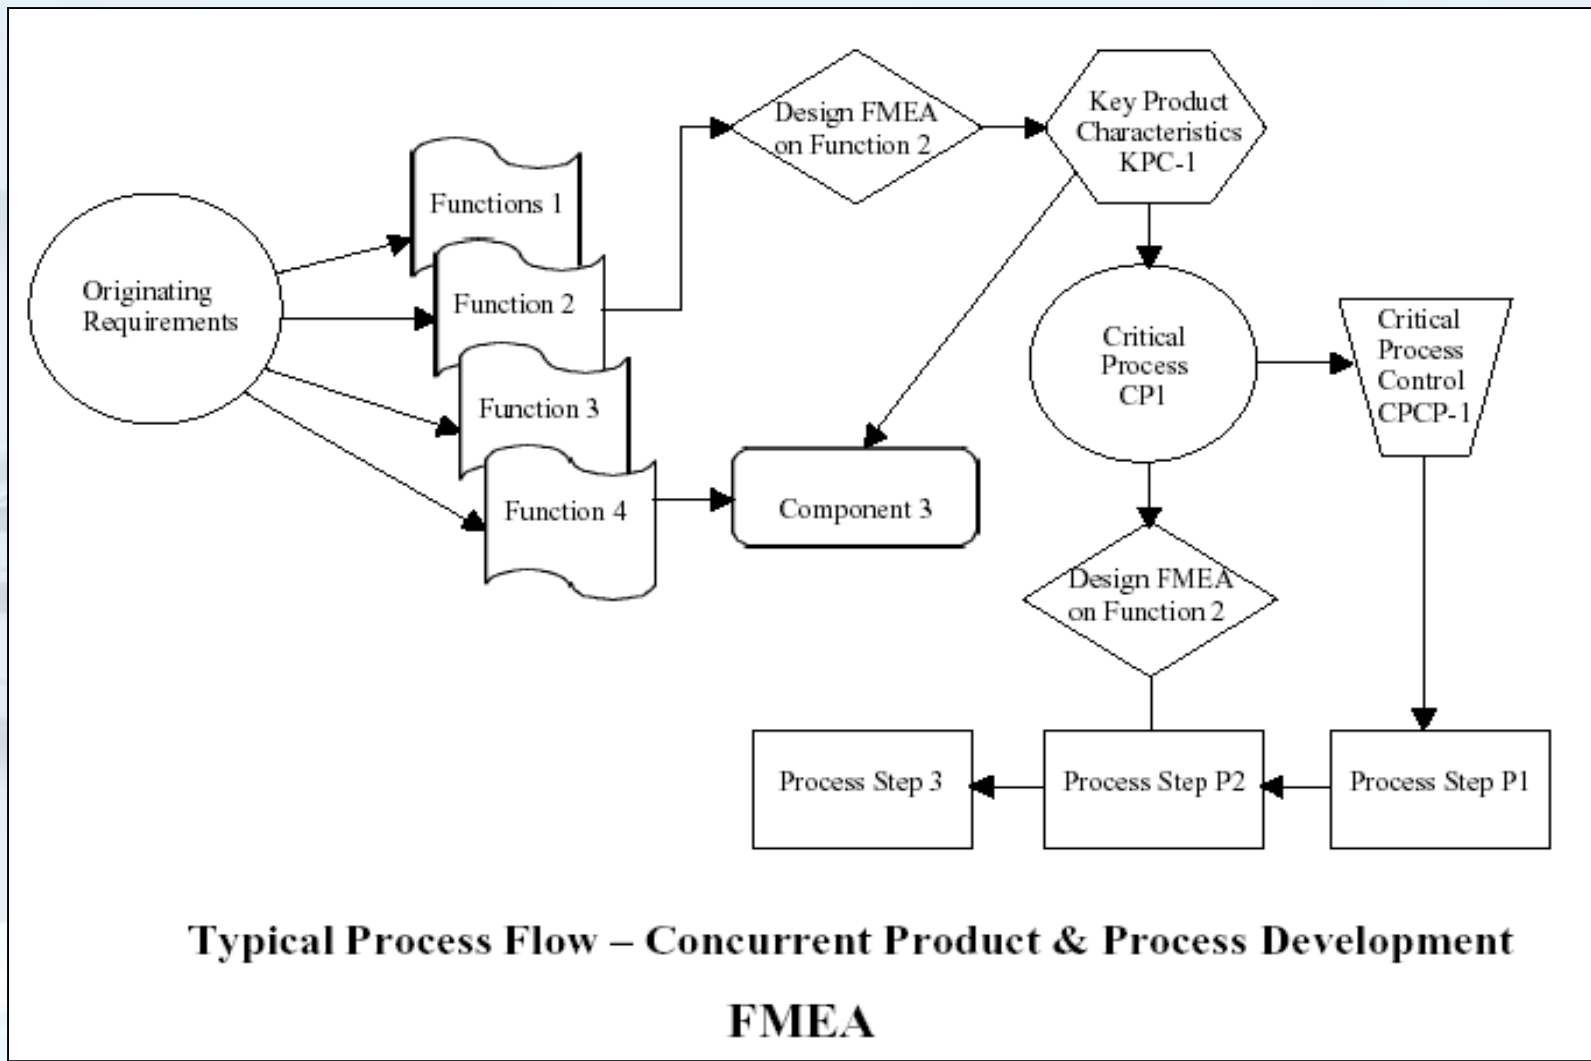 Originating
Requirements
Functions 1
Function 2
Function 3
Function 4
Design FMEA
on Function 2
Key Product
Characteristics
KPC-1
Component 3
Critical
Process
CP1
Critical
Process
Control
CPCP-1
Design FMEA
on Function 2
Process Step 3
Process Step P2
Process Step P1
Typical Process Flow – Concurrent Product & Process Development
FMEA